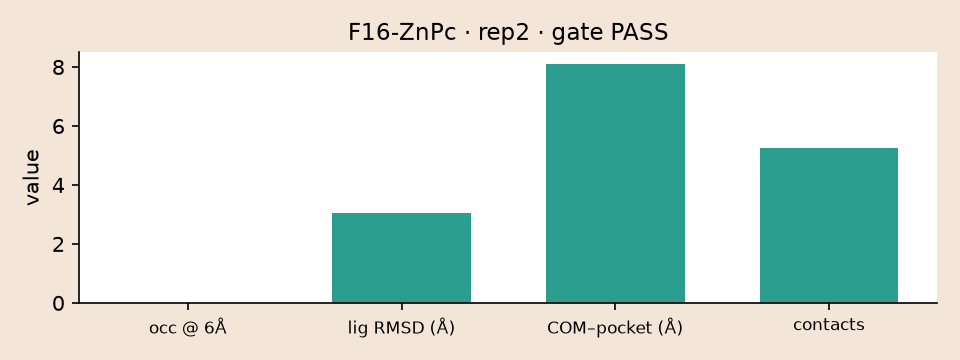 F16-ZnPc · rep2 · gate PASS
8
6
4
2
0
value
occ @ 6Å
lig RMSD (Å)
COM–pocket (Å)
contacts